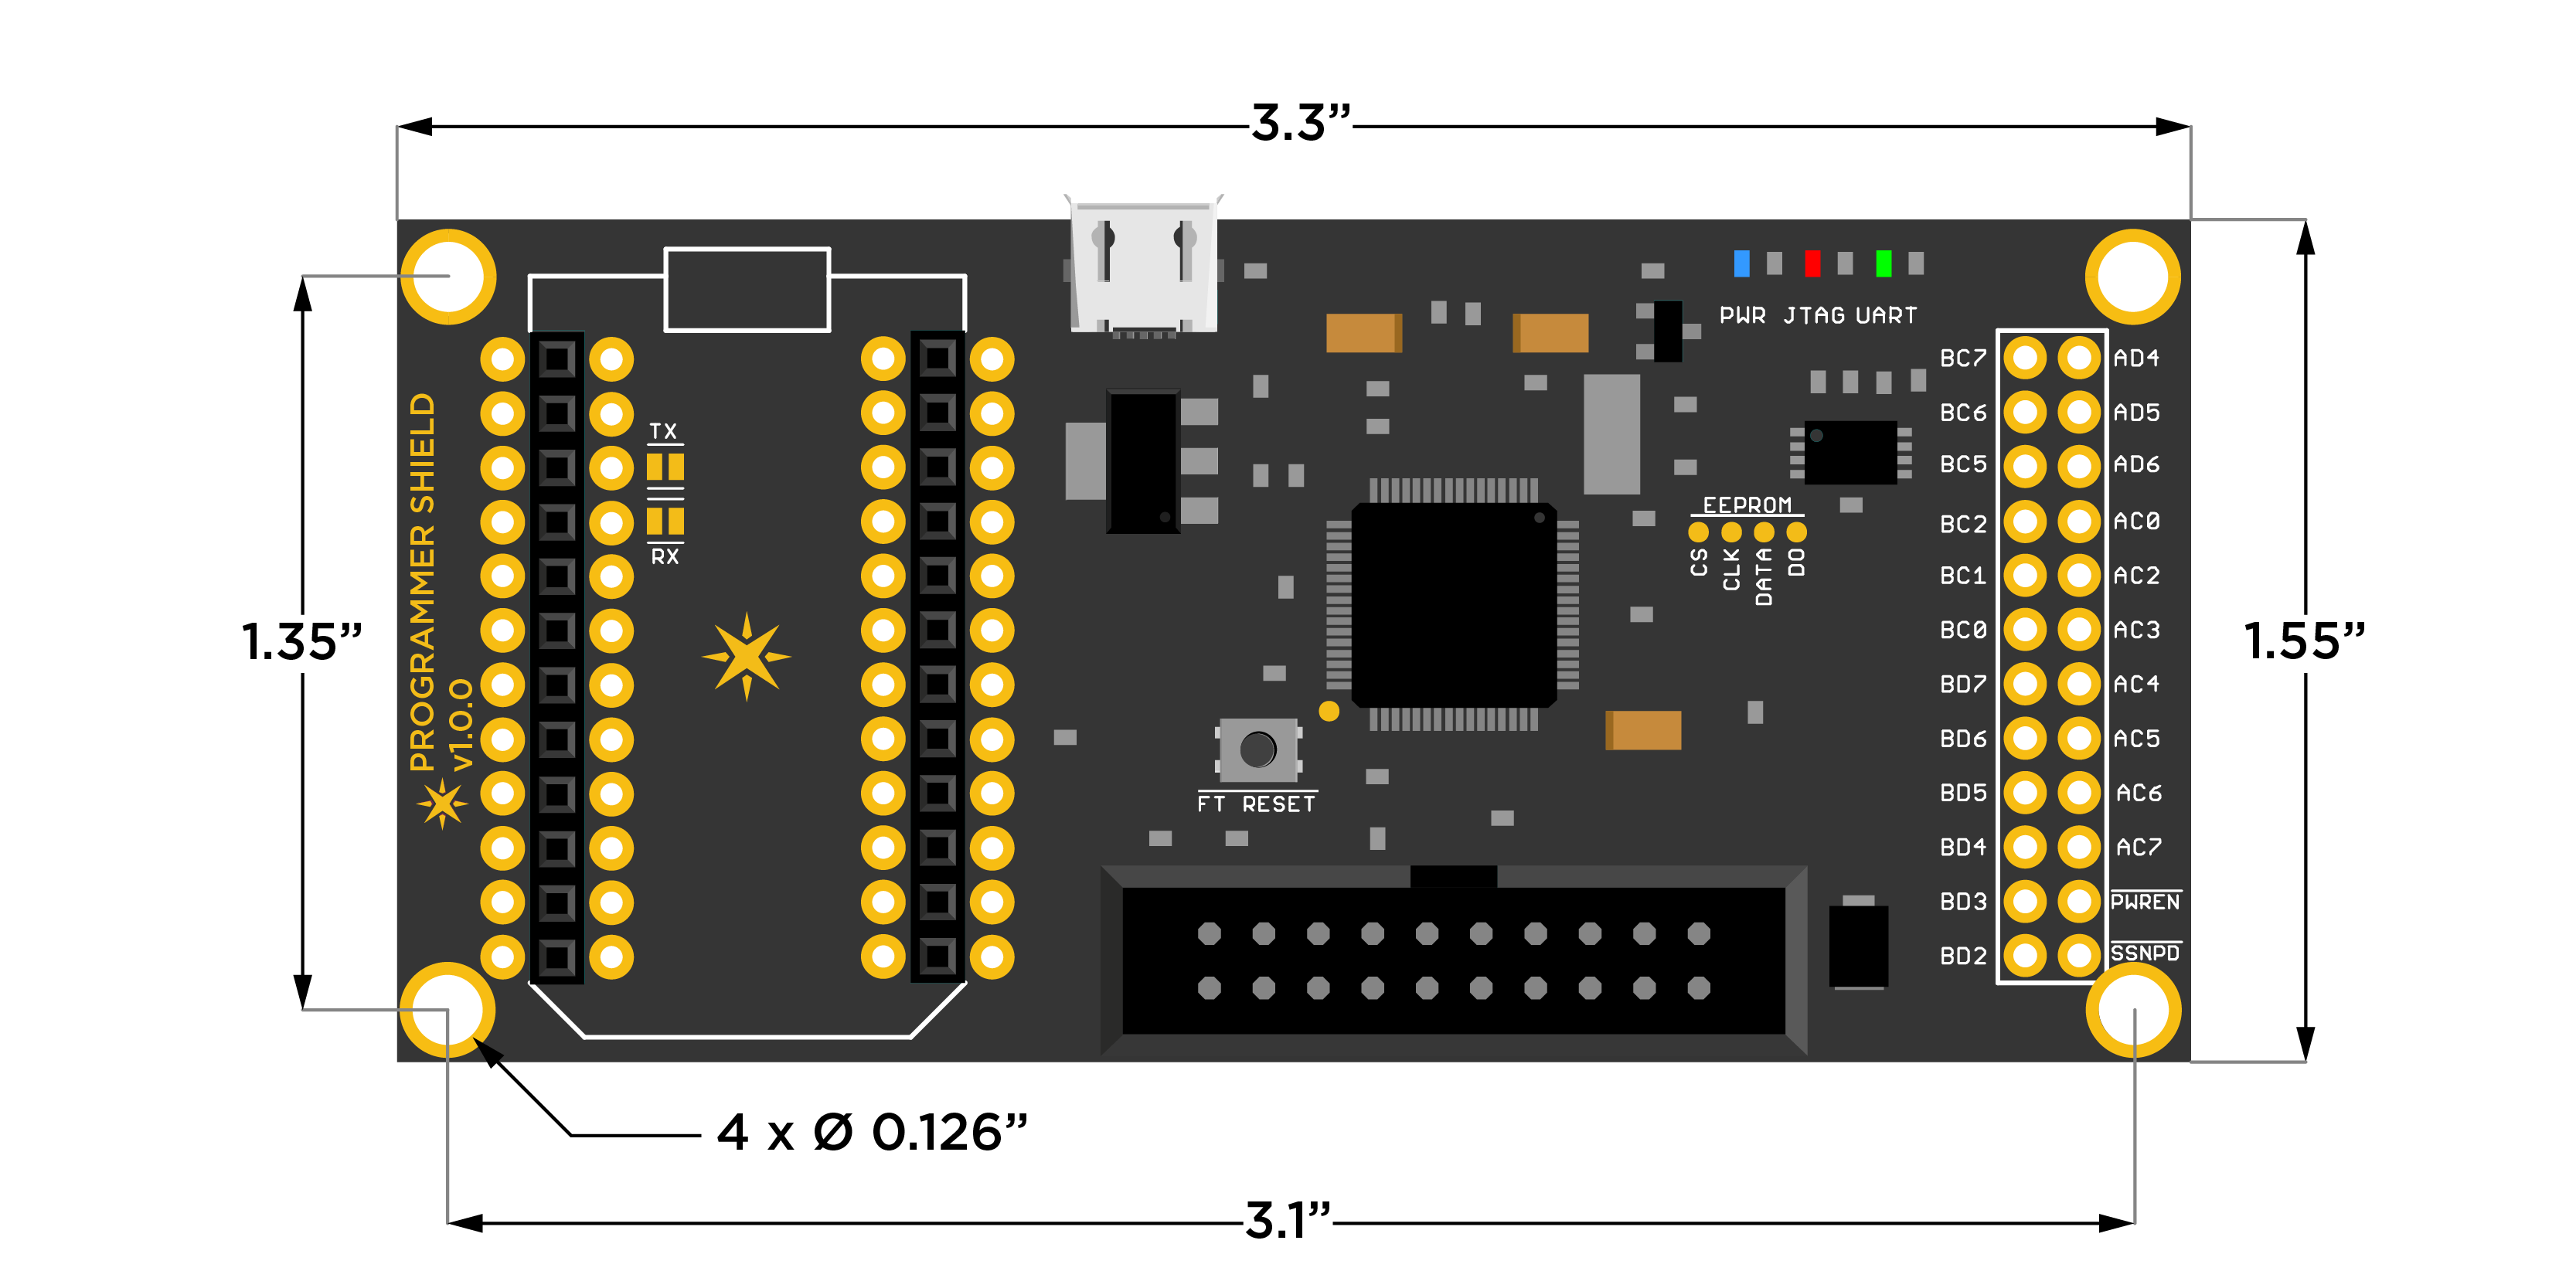 3.3”
PWR JTAG UART
BC7 AD4
BC6 AD5
BC5 AD6
BC2 AC0
BC1 AC2
BC0 AC3
BD7 AC4
BD6 AC5
BD5 AC6
BD4 AC7
BD3 PWREN
BD2 SSNPD
TX
RX
EEPROM
CS CLK DATA DO
PROGRAMMER SHIELD
v1.0.0
FT RESET
1.35”
1.55”
4 x Ø 0.126”
3.1”